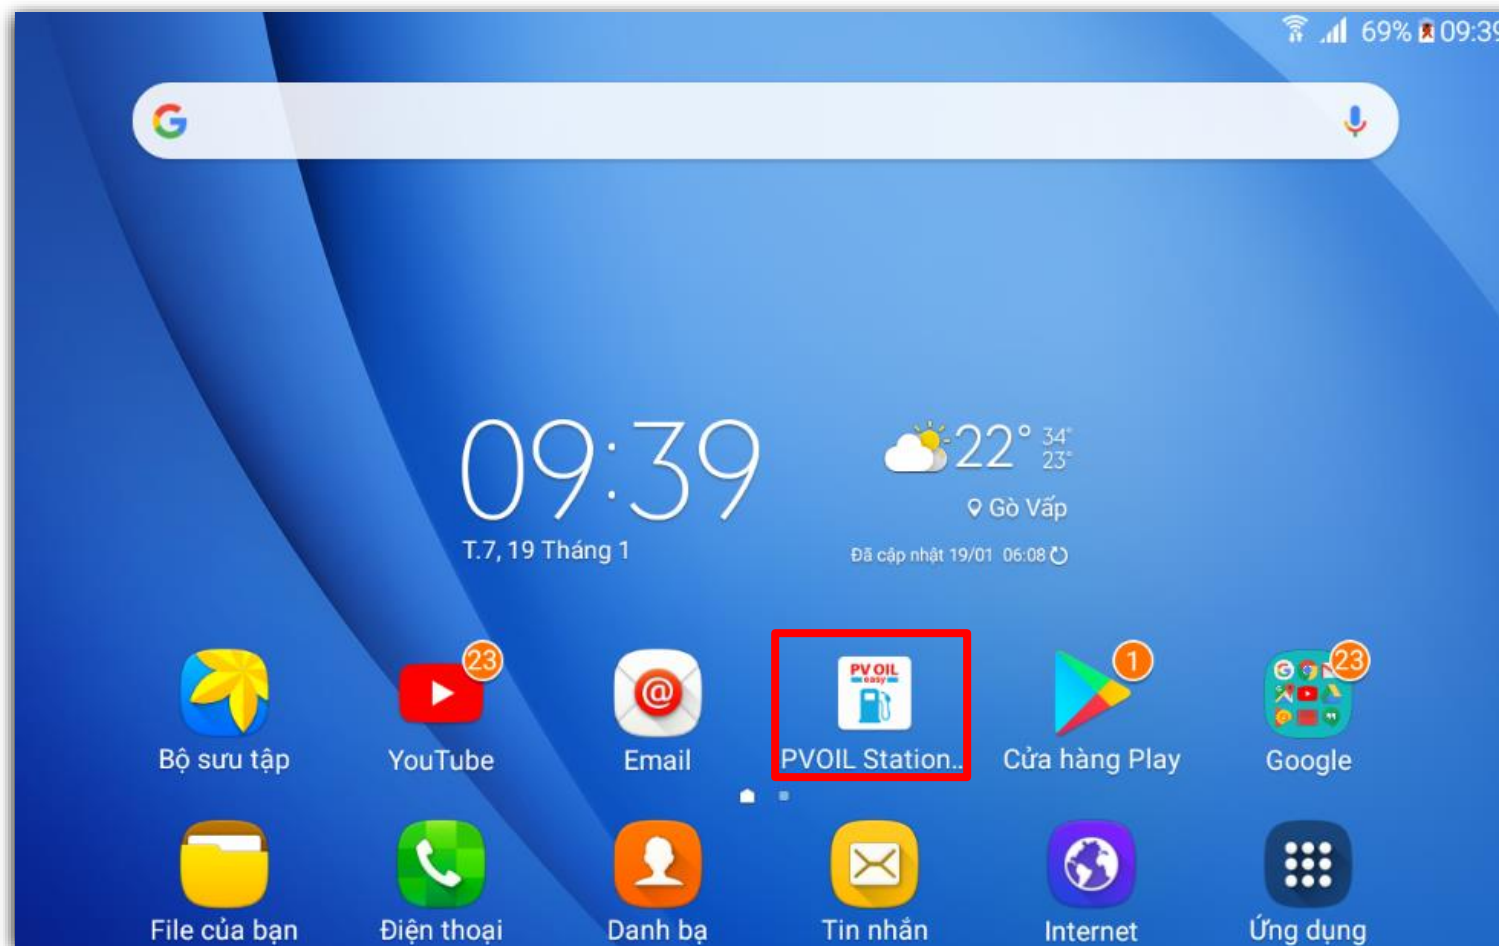 69% 09:39
09:39
22° 34°
23°
Gò Vấp
T.7, 19 Tháng 1
Đã cập nhật 19/01 06:08
23
1
23
PV OIL
easy
@
Bộ sưu tập YouTube Email PVOIL Station.. Cửa hàng Play Google
File của bạn Điện thoại Danh bạ Tin nhắn Internet Ứng dụng